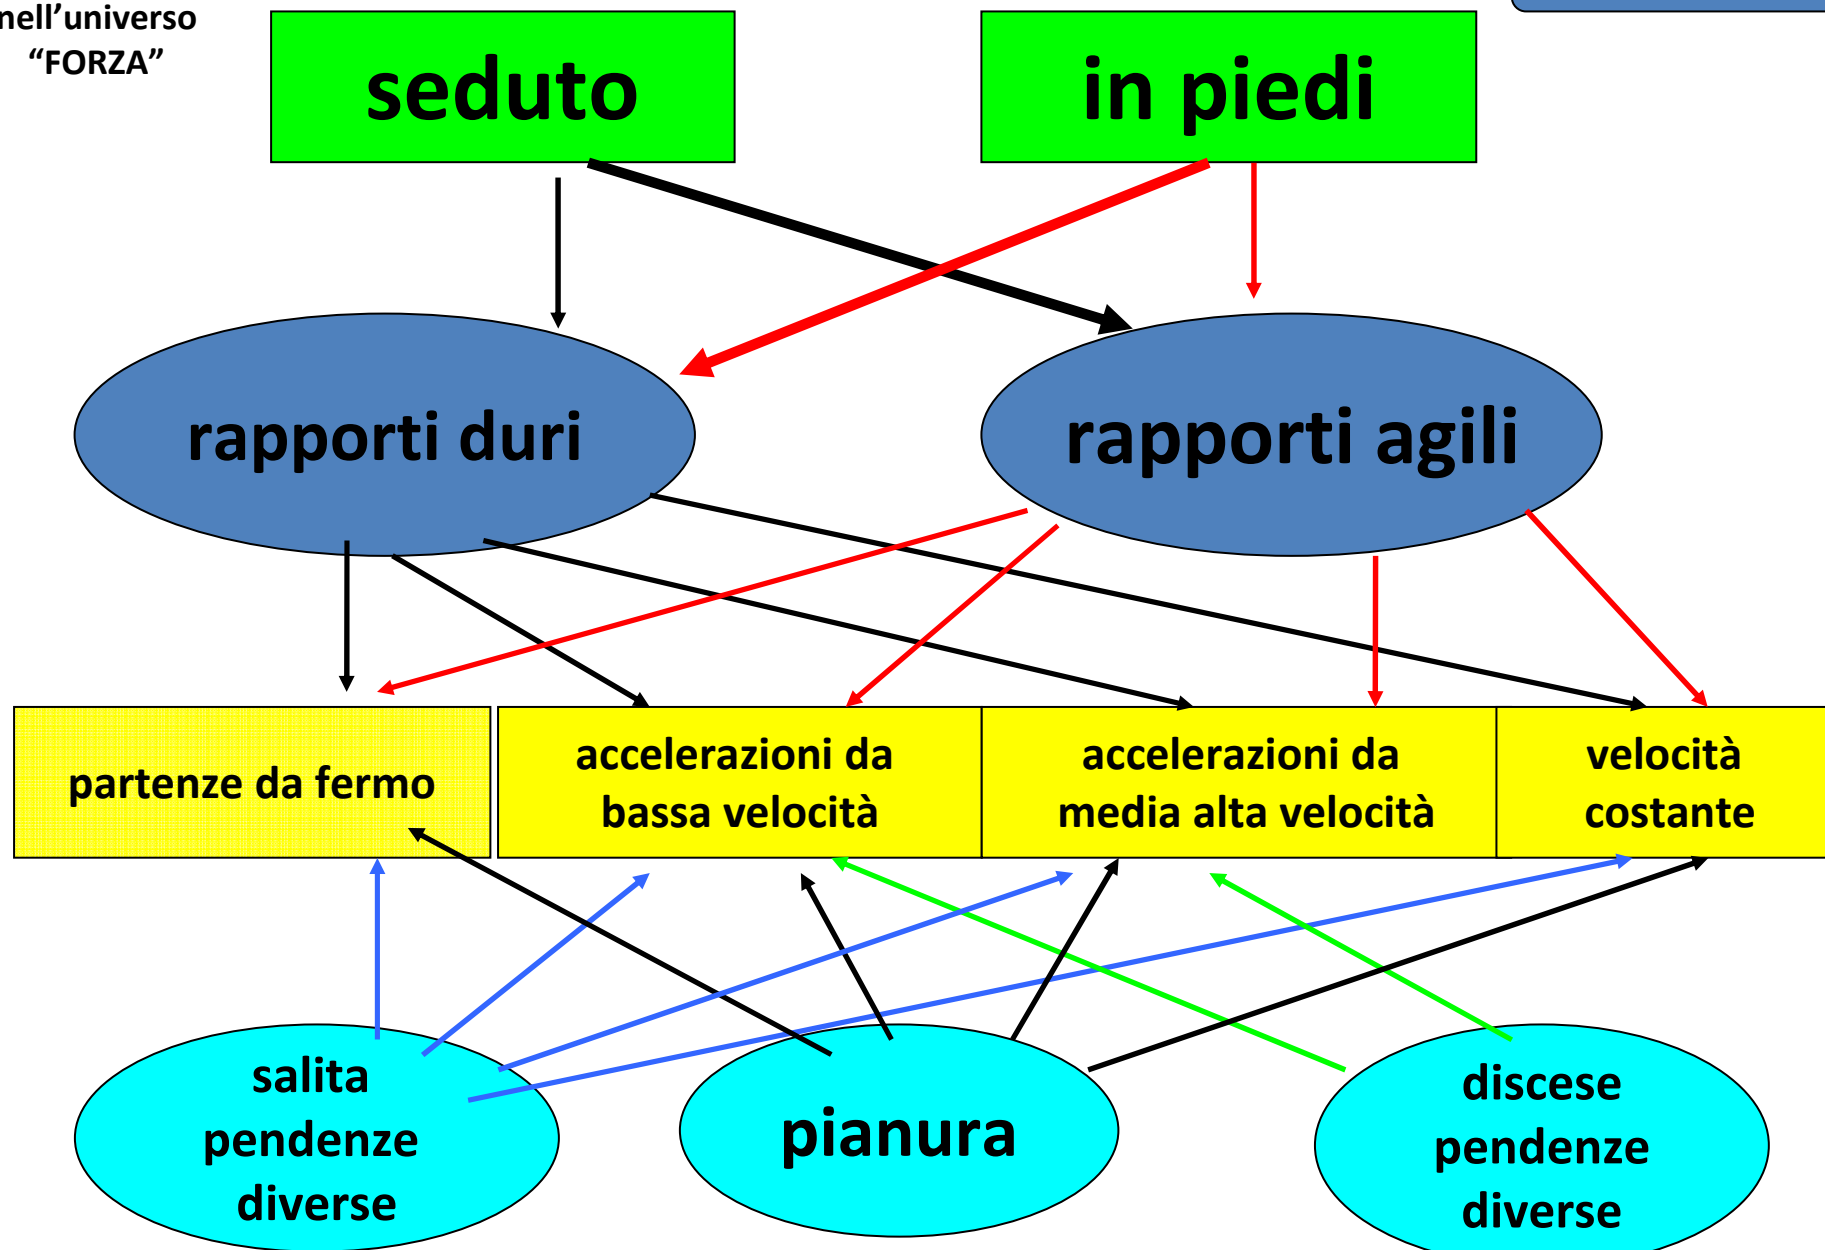 nell’universo
“FORZA”
seduto
in piedi
rapporti duri
rapporti agili
partenze da fermo
accelerazioni da
bassa velocità
accelerazioni da
media alta velocità
velocità
costante
salita
pendenze
diverse
pianura
discese
pendenze
diverse